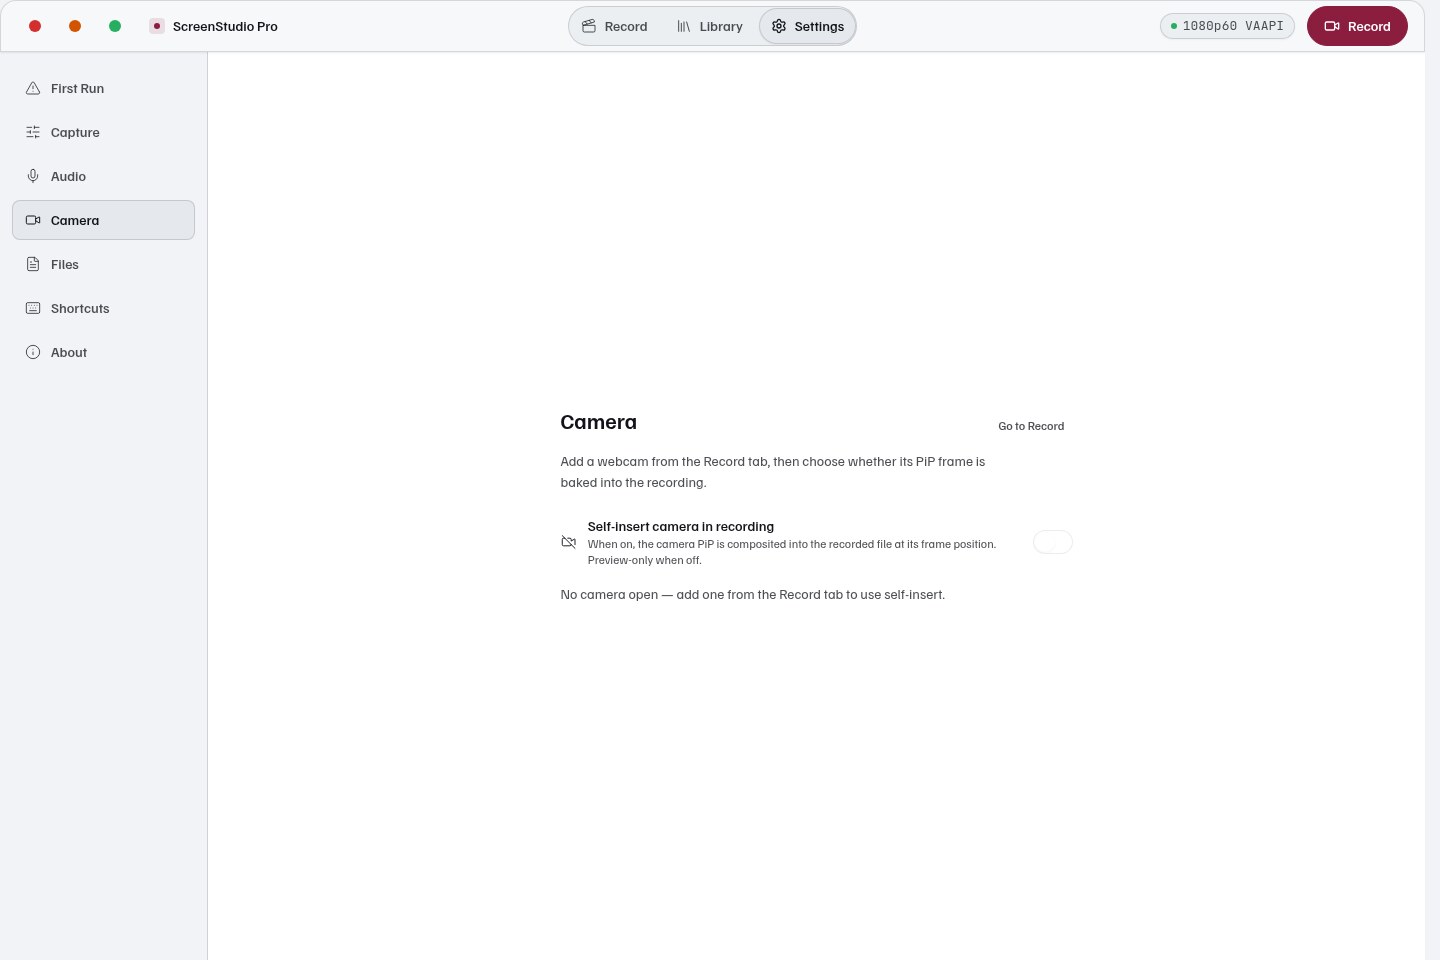 ScreenStudio Pro
Record
Library
Settings
1080p60 VAAPI
Record
First Run
Capture
Audio
Camera
Files
Shortcuts
About
Camera
Go to Record
Add a webcam from the Record tab, then choose whether its PiP frame is
baked into the recording.
Self-insert camera in recording
When on, the camera PiP is composited into the recorded file at its frame position.
Preview-only when off.
No camera open — add one from the Record tab to use self-insert.